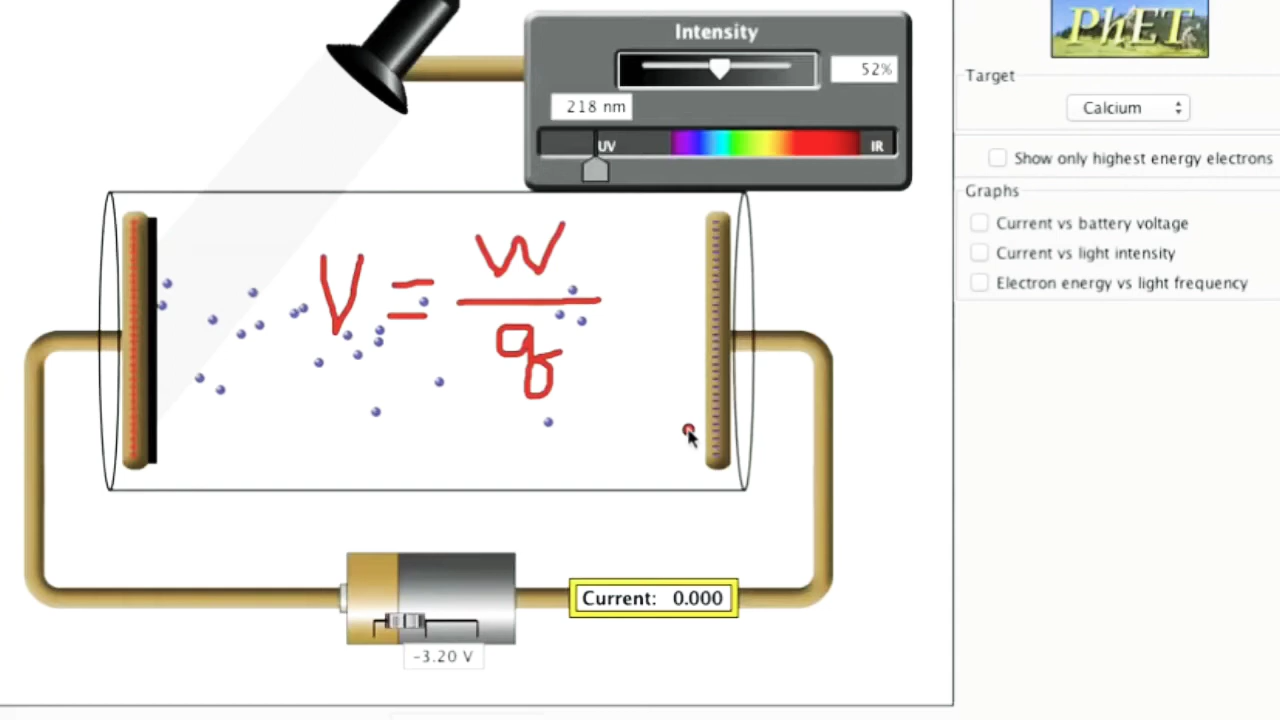 Intensity
52%
218 nm
UV
IR
PhET
Target
Calcium
Show only highest energy electrons
Graphs
Current vs battery voltage
Current vs light intensity
Electron energy vs light frequency
V = W
q
Current: 0.000
-3.20 V